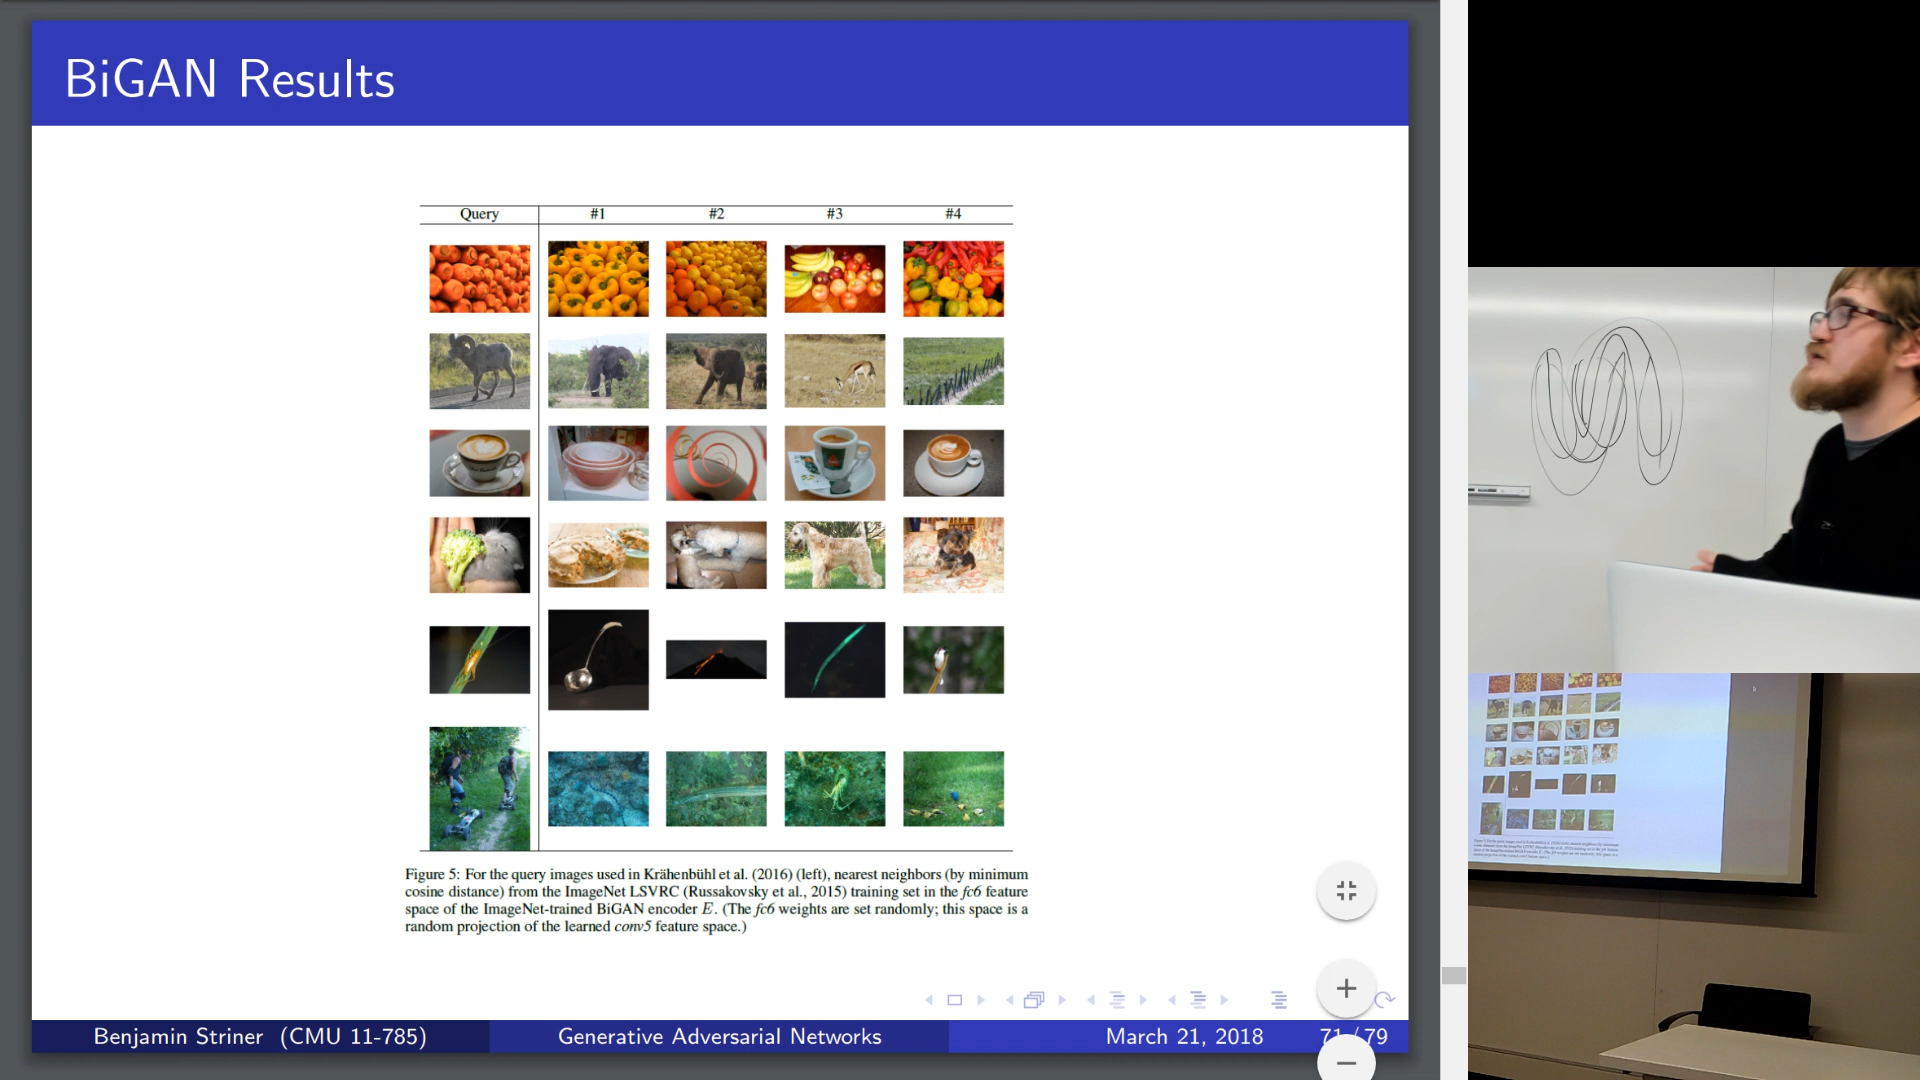 BiGAN Results
Query #1 #2 #3 #4
Figure 5: For the query images used in Krähenbühl et al. (2016) (left), nearest neighbors (by minimum
cosine distance) from the ImageNet LSVRC (Russakovsky et al., 2015) training set in the fc6 feature
space of the ImageNet-trained BiGAN encoder E. (The fc6 weights are set randomly; this space is a
random projection of the learned conv5 feature space.)
Benjamin Striner (CMU 11-785) Generative Adversarial Networks March 21, 2018 71 / 79